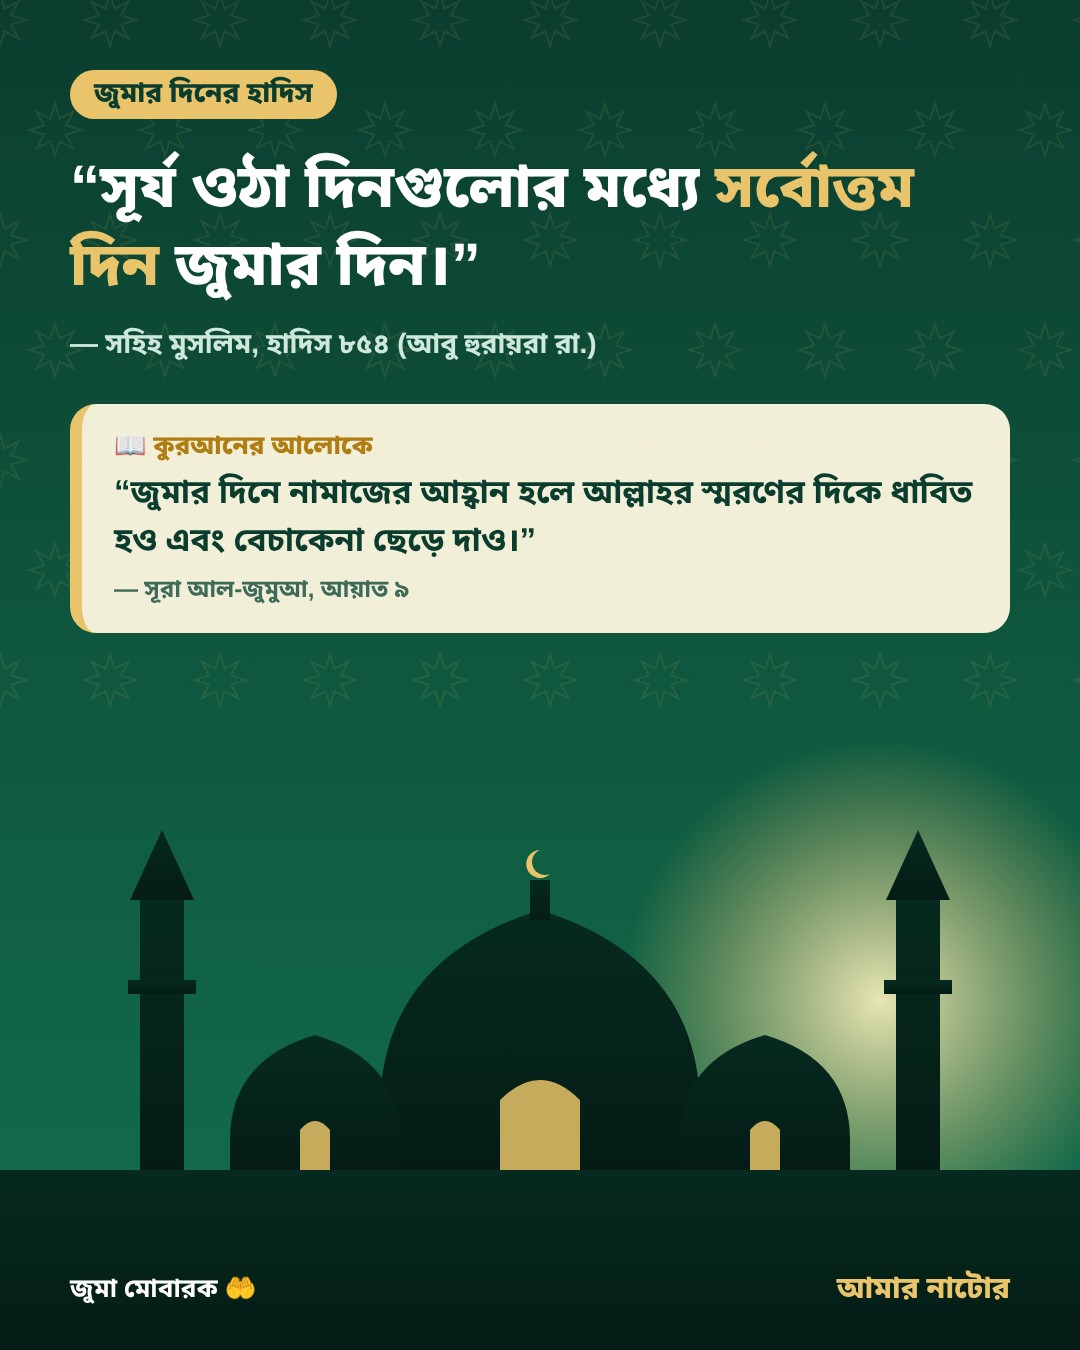 জুমার দিনের হাদিস
“সূর্য ওঠা দিনগুলোর মধ্যে সর্বোত্তম
দিন জুমার দিন।”
— সহিহ মুসলিম, হাদিস ৮৫৪ (আবু হুরায়রা রা.)
📖 কুরআনের আলোকে
“জুমার দিনে নামাজের আহ্বান হলে আল্লাহর স্মরণের দিকে ধাবিত
হও এবং বেচাকেনা ছেড়ে দাও।”
— সূরা আল-জুমুআ, আয়াত ৯
জুমা মোবারক 🤲
আমার নাটোর